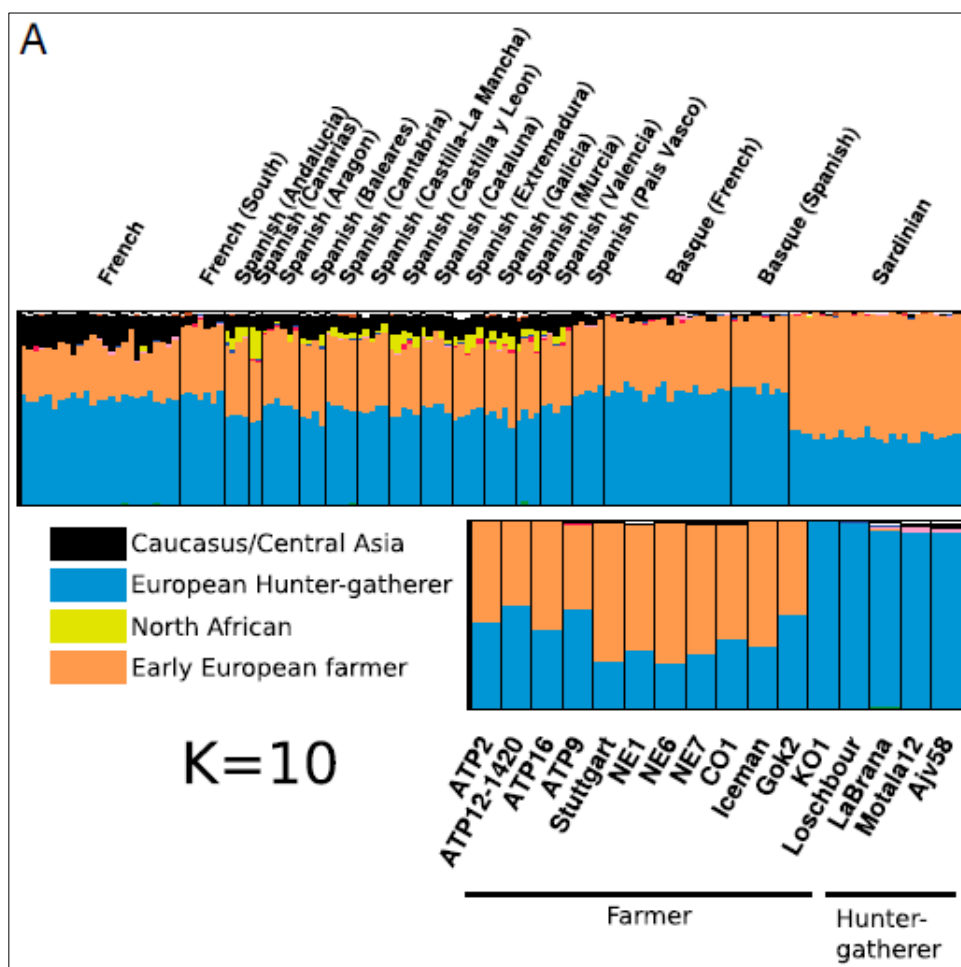 A
French
French (South)
Spanish (Andalucia)
Spanish (Canarias)
Spanish (Aragon)
Spanish (Baleares)
Spanish (Cantabria)
Spanish (Castilla-La Mancha)
Spanish (Castilla y Leon)
Spanish (Cataluna)
Spanish (Extremadura)
Spanish (Galicia)
Spanish (Murcia)
Spanish (Valencia)
Spanish (Pais Vasco)
Basque (French)
Basque (Spanish)
Sardinian
Caucasus/Central Asia
European Hunter-gatherer
North African
Early European farmer
K=10
ATP2
ATP12-1420
ATP16
ATP9
Stuttgart
NE1
NE6
NE7
CO1
Iceman
Gok2
KO1
Loschbour
LaBrana
Motala12
Ajv58
Farmer
Hunter-
gatherer